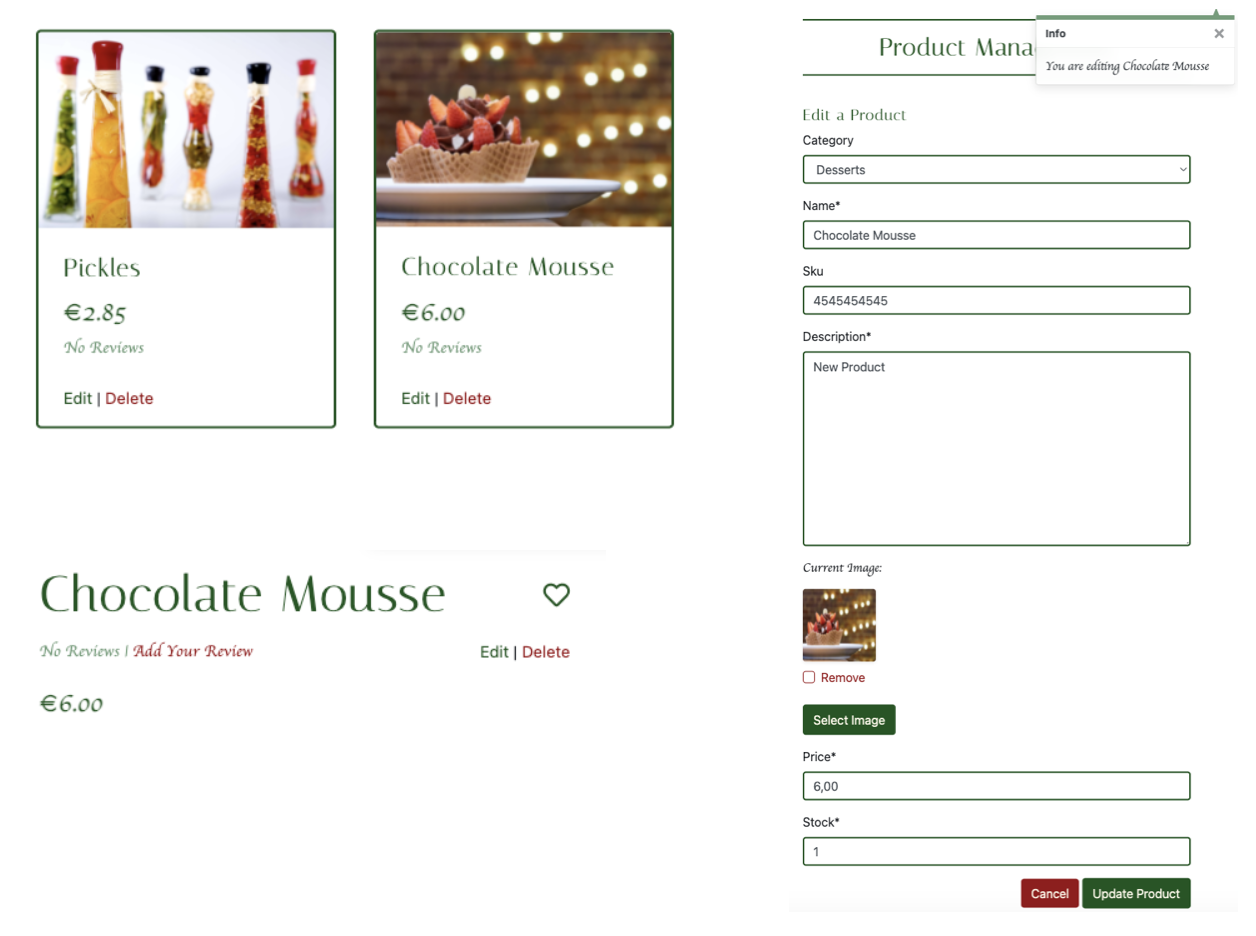 Pickles
€2.85
No Reviews
Edit | Delete
Chocolate Mousse
€6.00
No Reviews
Edit | Delete
Chocolate Mousse
No Reviews | Add Your Review
Edit | Delete
€6.00
Product Mana
Info
You are editing Chocolate Mousse
Edit a Product
Category
Desserts
Name*
Chocolate Mousse
Sku
4545454545
Description*
New Product
Current Image:
Remove
Select Image
Price*
6,00
Stock*
1
Cancel
Update Product